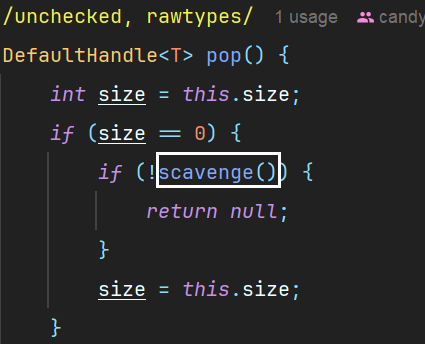 /unchecked, rawtypes/ 1 usage candy
DefaultHandle<T> pop() {
int size = this.size;
if (size == 0) {
if (!scavenge()) {
return null;
}
size = this.size;
}